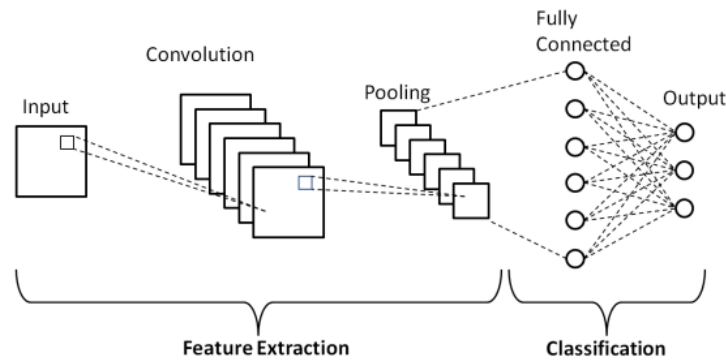 Input
Convolution
Pooling
Fully
Connected
Output
Feature Extraction
Classification